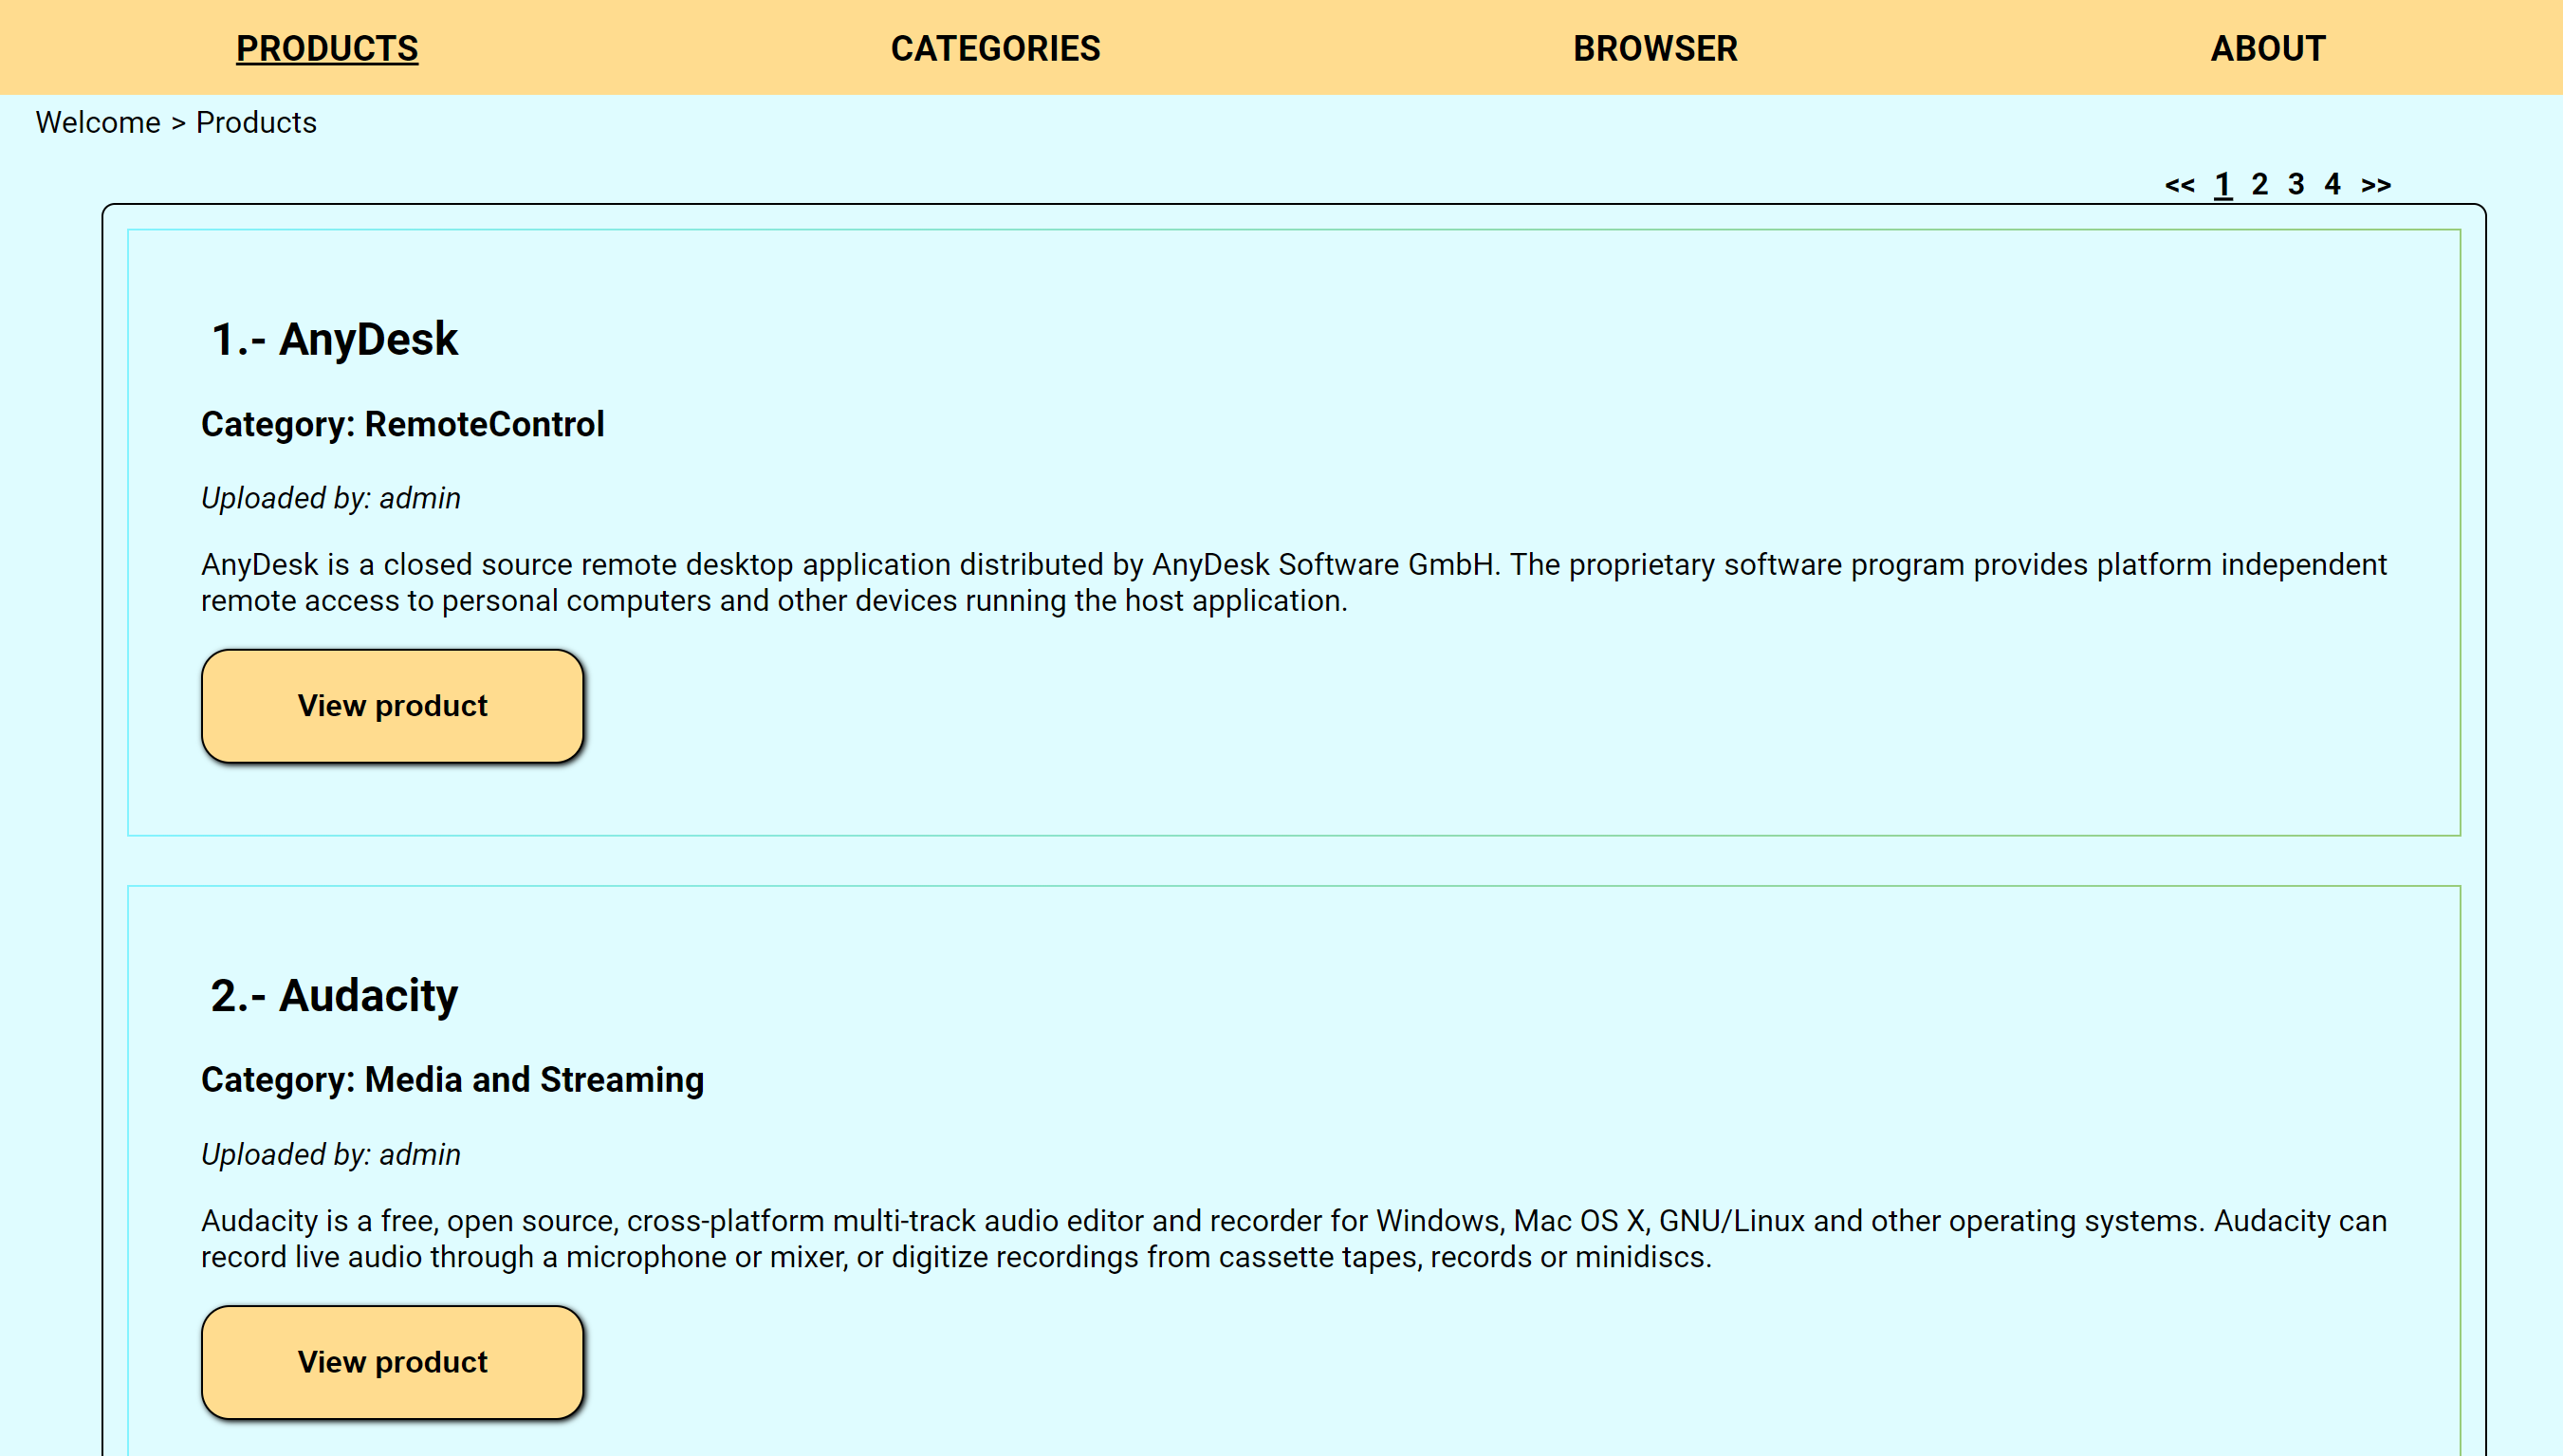 PRODUCTS CATEGORIES BROWSER ABOUT
Welcome > Products
<< 1 2 3 4 >>
1.- AnyDesk
Category: RemoteControl
Uploaded by: admin
AnyDesk is a closed source remote desktop application distributed by AnyDesk Software GmbH. The proprietary software program provides platform independent
remote access to personal computers and other devices running the host application.
View product
2.- Audacity
Category: Media and Streaming
Uploaded by: admin
Audacity is a free, open source, cross-platform multi-track audio editor and recorder for Windows, Mac OS X, GNU/Linux and other operating systems. Audacity can
record live audio through a microphone or mixer, or digitize recordings from cassette tapes, records or minidiscs.
View product